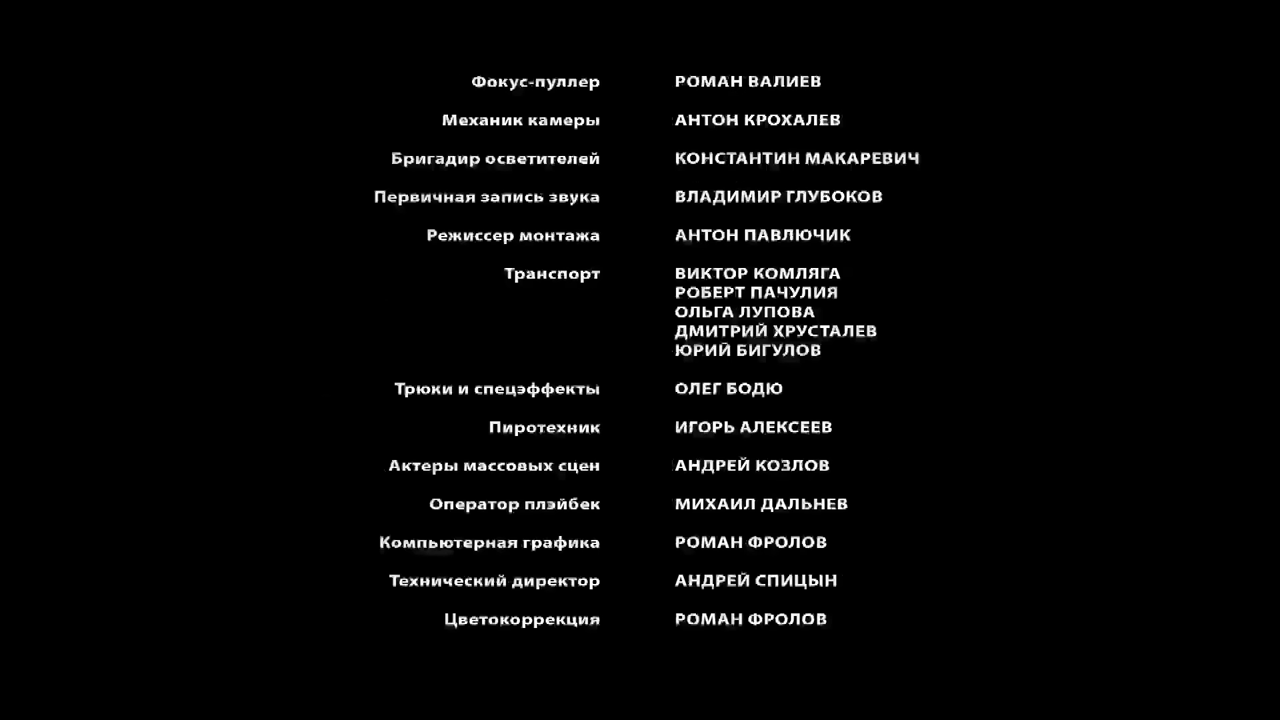 Фокус-пуллер РОМАН ВАЛИЕВ
Механик камеры АНТОН КРОХАЛЕВ
Бригадир осветителей КОНСТАНТИН МАКАРЕВИЧ
Первичная запись звука ВЛАДИМИР ГЛУБОКОВ
Режиссер монтажа АНТОН ПАВЛЮЧИК
Транспорт ВИКТОР КОМЛЯГА
РОБЕРТ ПАЧУЛИЯ
ОЛЬГА ЛУПОВА
ДМИТРИЙ ХРУСТАЛЕВ
ЮРИЙ БИГУЛОВ
Трюки и спецэффекты ОЛЕГ БОДЮ
Пиротехник ИГОРЬ АЛЕКСЕЕВ
Актеры массовых сцен АНДРЕЙ КОЗЛОВ
Оператор плэйбек МИХАИЛ ДАЛЬНЕВ
Компьютерная графика РОМАН ФРОЛОВ
Технический директор АНДРЕЙ СПИЦЫН
Цветокоррекция РОМАН ФРОЛОВ